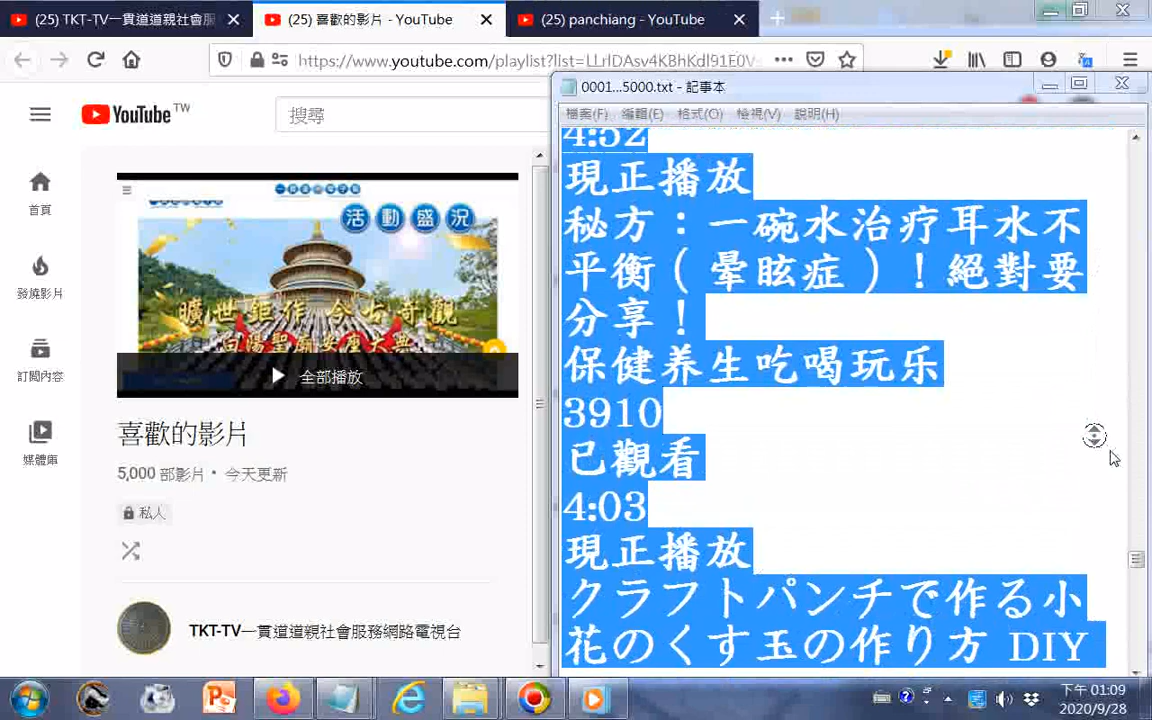 (25) TKT-TV一貫道道親社會服
(25) 喜歡的影片 - YouTube
(25) panchiang - YouTube
https://www.youtube.com/playlist?list=LLrlDAsv4KBhKdl91E0V
0001...5000.txt - 記事本
檔案(F) 編輯(E) 格式(O) 檢視(V) 說明(H)
YouTube TW
搜尋
首頁
發燒影片
訂閱內容
媒體庫
活動盛況
曠世鉅作 今古奇觀
白陽聖廟安座大典
全部播放
喜歡的影片
5,000 部影片・今天更新
私人
TKT-TV一貫道道親社會服務網路電視台
4:52
現正播放
秘方：一碗水治疗耳水不
平衡（暈眩症）！絕對要
分享！
保健养生吃喝玩乐
3910
已觀看
4:03
現正播放
クラフトパンチで作る小
花のくす玉の作り方 DIY
下午 01:09
2020/9/28